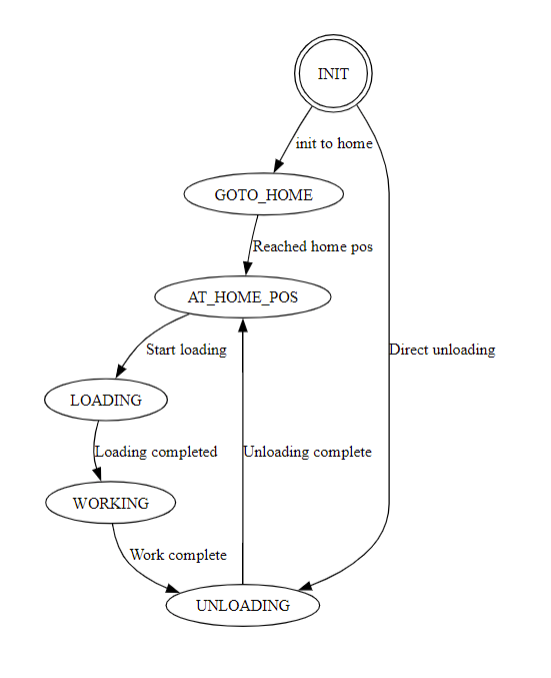 INIT
init to home
GOTO_HOME
Reached home pos
AT_HOME_POS
Start loading
Direct unloading
LOADING
Loading completed
Unloading complete
WORKING
Work complete
UNLOADING